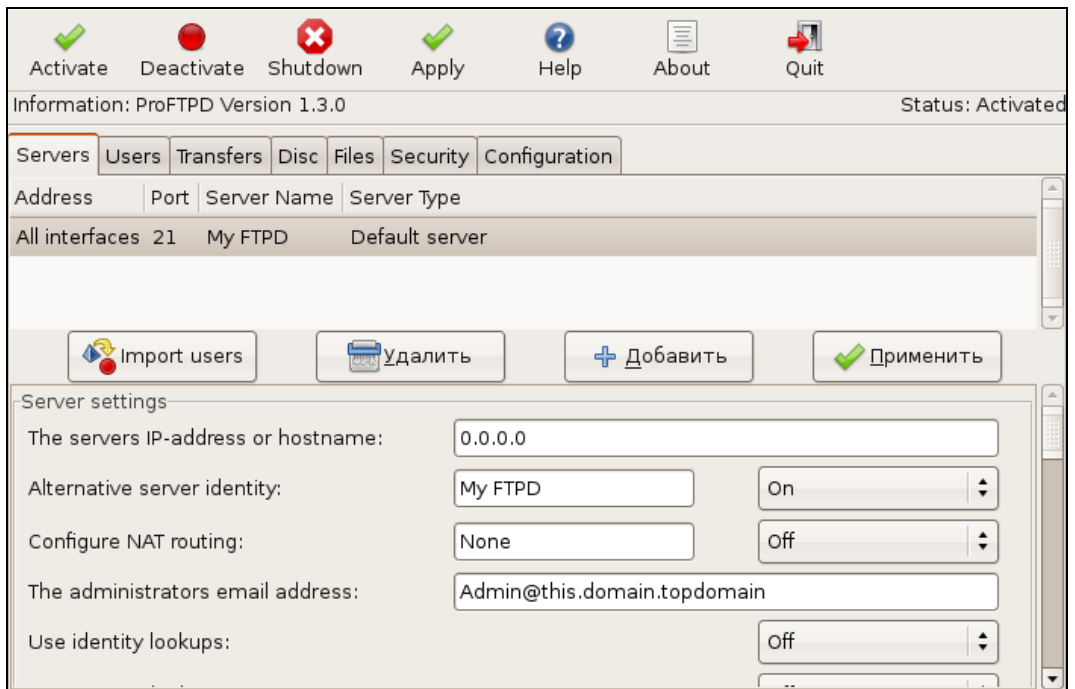 Activate Deactivate Shutdown Apply Help About Quit
Information: ProFTPD Version 1.3.0 Status: Activated
Servers Users Transfers Disc Files Security Configuration
Address Port Server Name Server Type
All interfaces 21 My FTPD Default server
Import users Удалить Добавить Применить
Server settings
The servers IP-address or hostname: 0.0.0.0
Alternative server identity: My FTPD On
Configure NAT routing: None Off
The administrators email address: Admin@this.domain.topdomain
Use identity lookups: Off